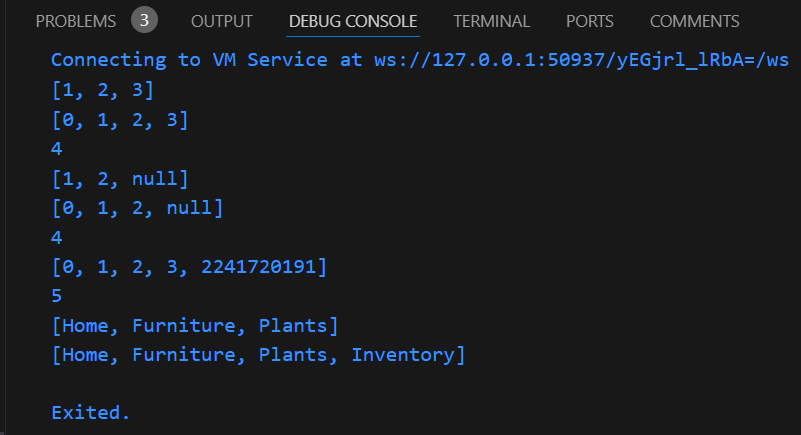 PROBLEMS 3 OUTPUT DEBUG CONSOLE TERMINAL PORTS COMMENTS
Connecting to VM Service at ws://127.0.0.1:50937/yEGjrl_lRbA=/ws
[1, 2, 3]
[0, 1, 2, 3]
4
[1, 2, null]
[0, 1, 2, null]
4
[0, 1, 2, 3, 2241720191]
5
[Home, Furniture, Plants]
[Home, Furniture, Plants, Inventory]
Exited.